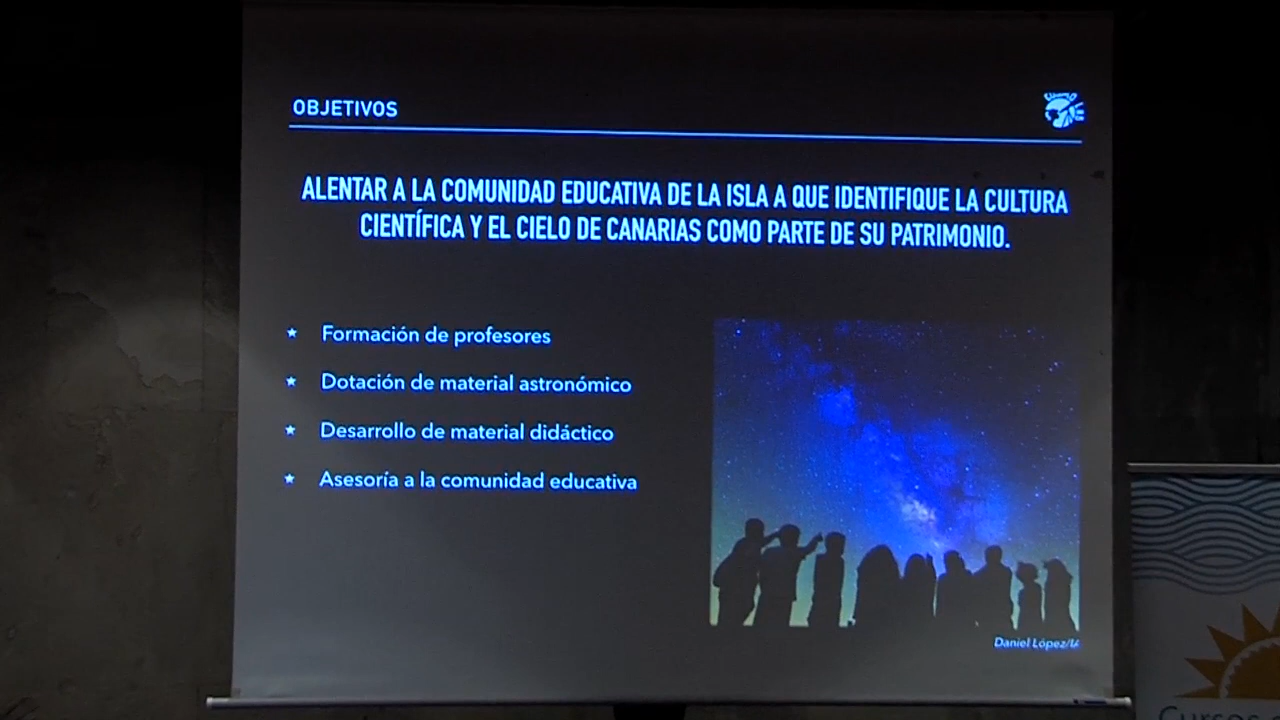 OBJETIVOS
ALENTAR A LA COMUNIDAD EDUCATIVA DE LA ISLA A QUE IDENTIFIQUE LA CULTURA
CIENTÍFICA Y EL CIELO DE CANARIAS COMO PARTE DE SU PATRIMONIO.
★ Formación de profesores
★ Dotación de material astronómico
★ Desarrollo de material didáctico
★ Asesoría a la comunidad educativa
Daniel López/
Cursos